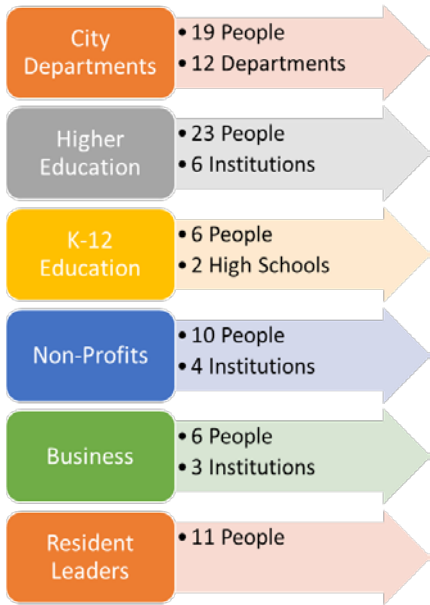 City
Departments
• 19 People
• 12 Departments
Higher
Education
• 23 People
• 6 Institutions
K-12
Education
• 6 People
• 2 High Schools
Non-Profits
• 10 People
• 4 Institutions
Business
• 6 People
• 3 Institutions
Resident
Leaders
• 11 People